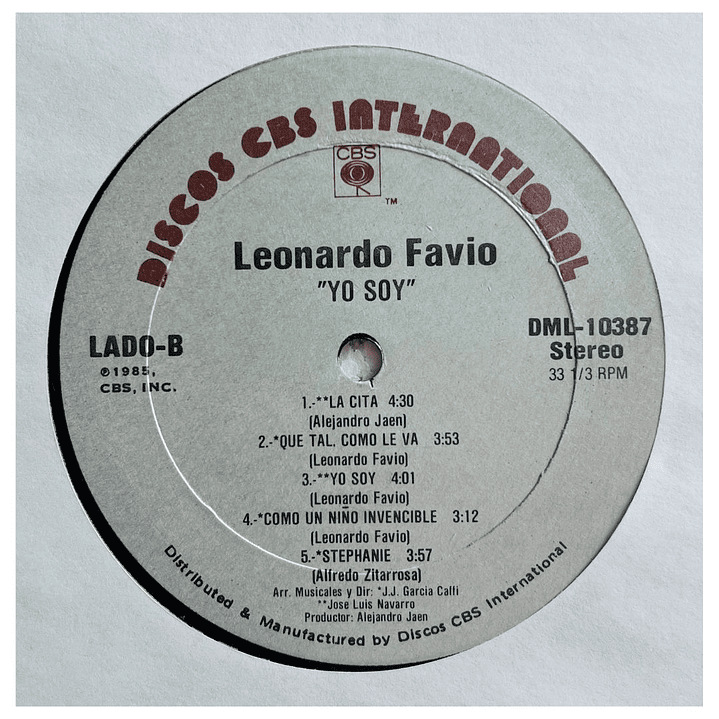 DISCOS CBS INTERNATIONAL
CBS
TM
Leonardo Favio
"YO SOY"
LADO-B
℗1985,
CBS, INC.
DML-10387
Stereo
33 1/3 RPM
1.-**LA CITA 4:30
(Alejandro Jaen)
2.-*QUE TAL, COMO LE VA 3:53
(Leonardo Favio)
3.-**YO SOY 4:01
(Leonardo Favio)
4.-*COMO UN NIÑO INVENCIBLE 3:12
(Leonardo Favio)
5.-*STEPHANIE 3:57
(Alfredo Zitarrosa)
Arr. Musicales y Dir: *J.J. Garcia Caffi
**Jose Luis Navarro
Productor: Alejandro Jaen
Distributed & Manufactured by Discos CBS International